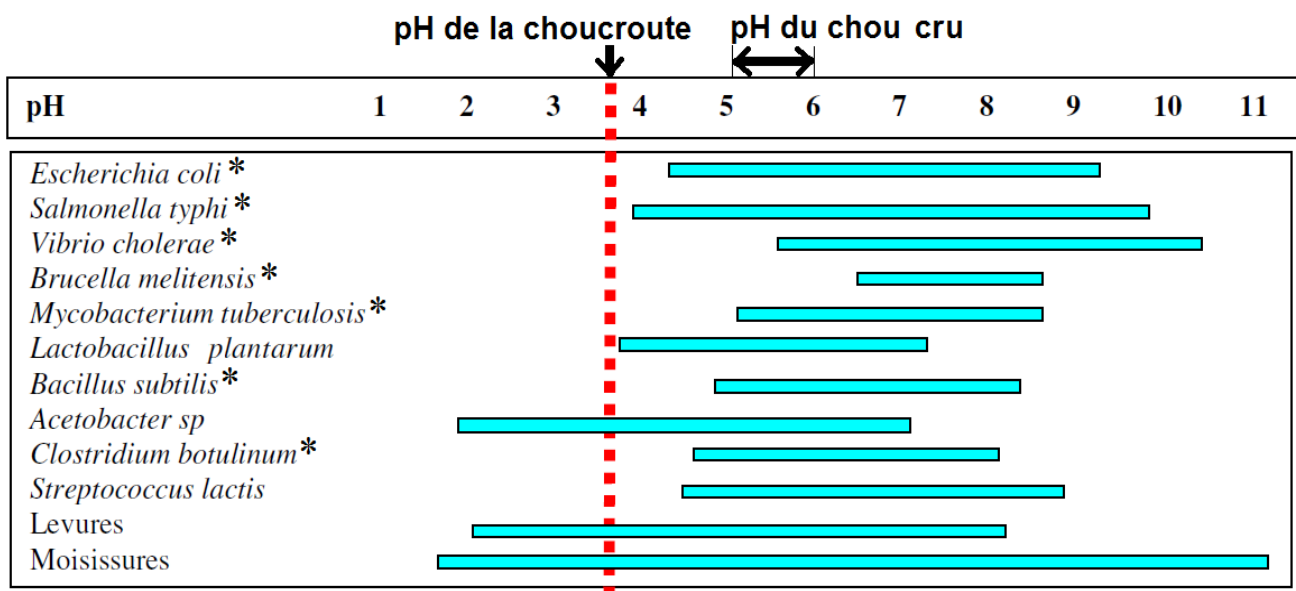 pH de la choucroute pH du chou cru
pH 1 2 3 4 5 6 7 8 9 10 11
Escherichia coli *
Salmonella typhi *
Vibrio cholerae *
Brucella melitensis *
Mycobacterium tuberculosis *
Lactobacillus plantarum
Bacillus subtilis *
Acetobacter sp
Clostridium botulinum *
Streptococcus lactis
Levures
Moisissures